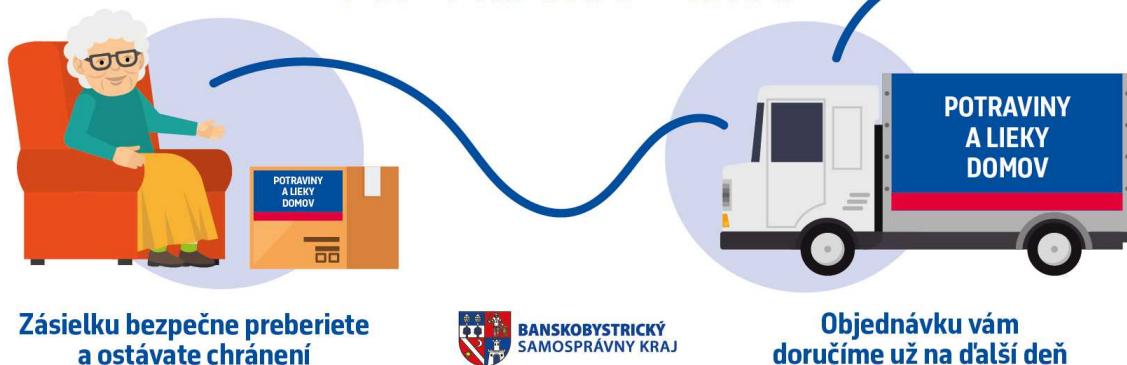 POTRAVINY
A LIEKY
DOMOV
POTRAVINY
A LIEKY
DOMOV
Zásielku bezpečne preberiete
a ostávate chránení
BANSKOBYSTRICKÝ
SAMOSPRÁVNY KRAJ
Objednávku vám
doručíme už na ďalší deň